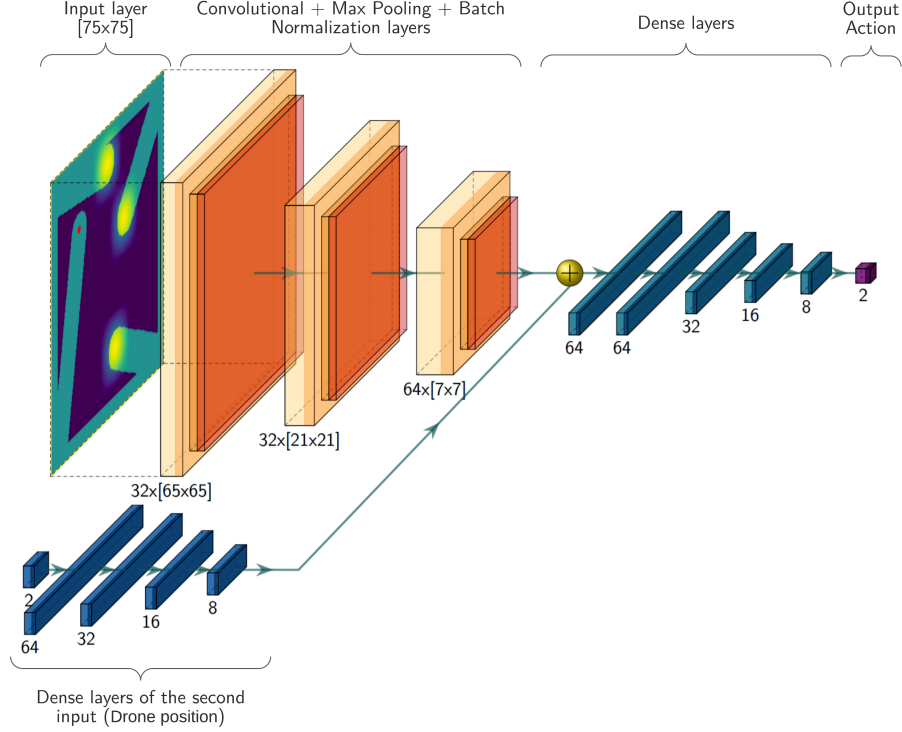 Input layer
[75x75]
Convolutional + Max Pooling + Batch
Normalization layers
Dense layers
Output
Action
64
64
32
16
8
2
64x[7x7]
32x[21x21]
32x[65x65]
2
64
32
16
8
Dense layers of the second
input (Drone position)